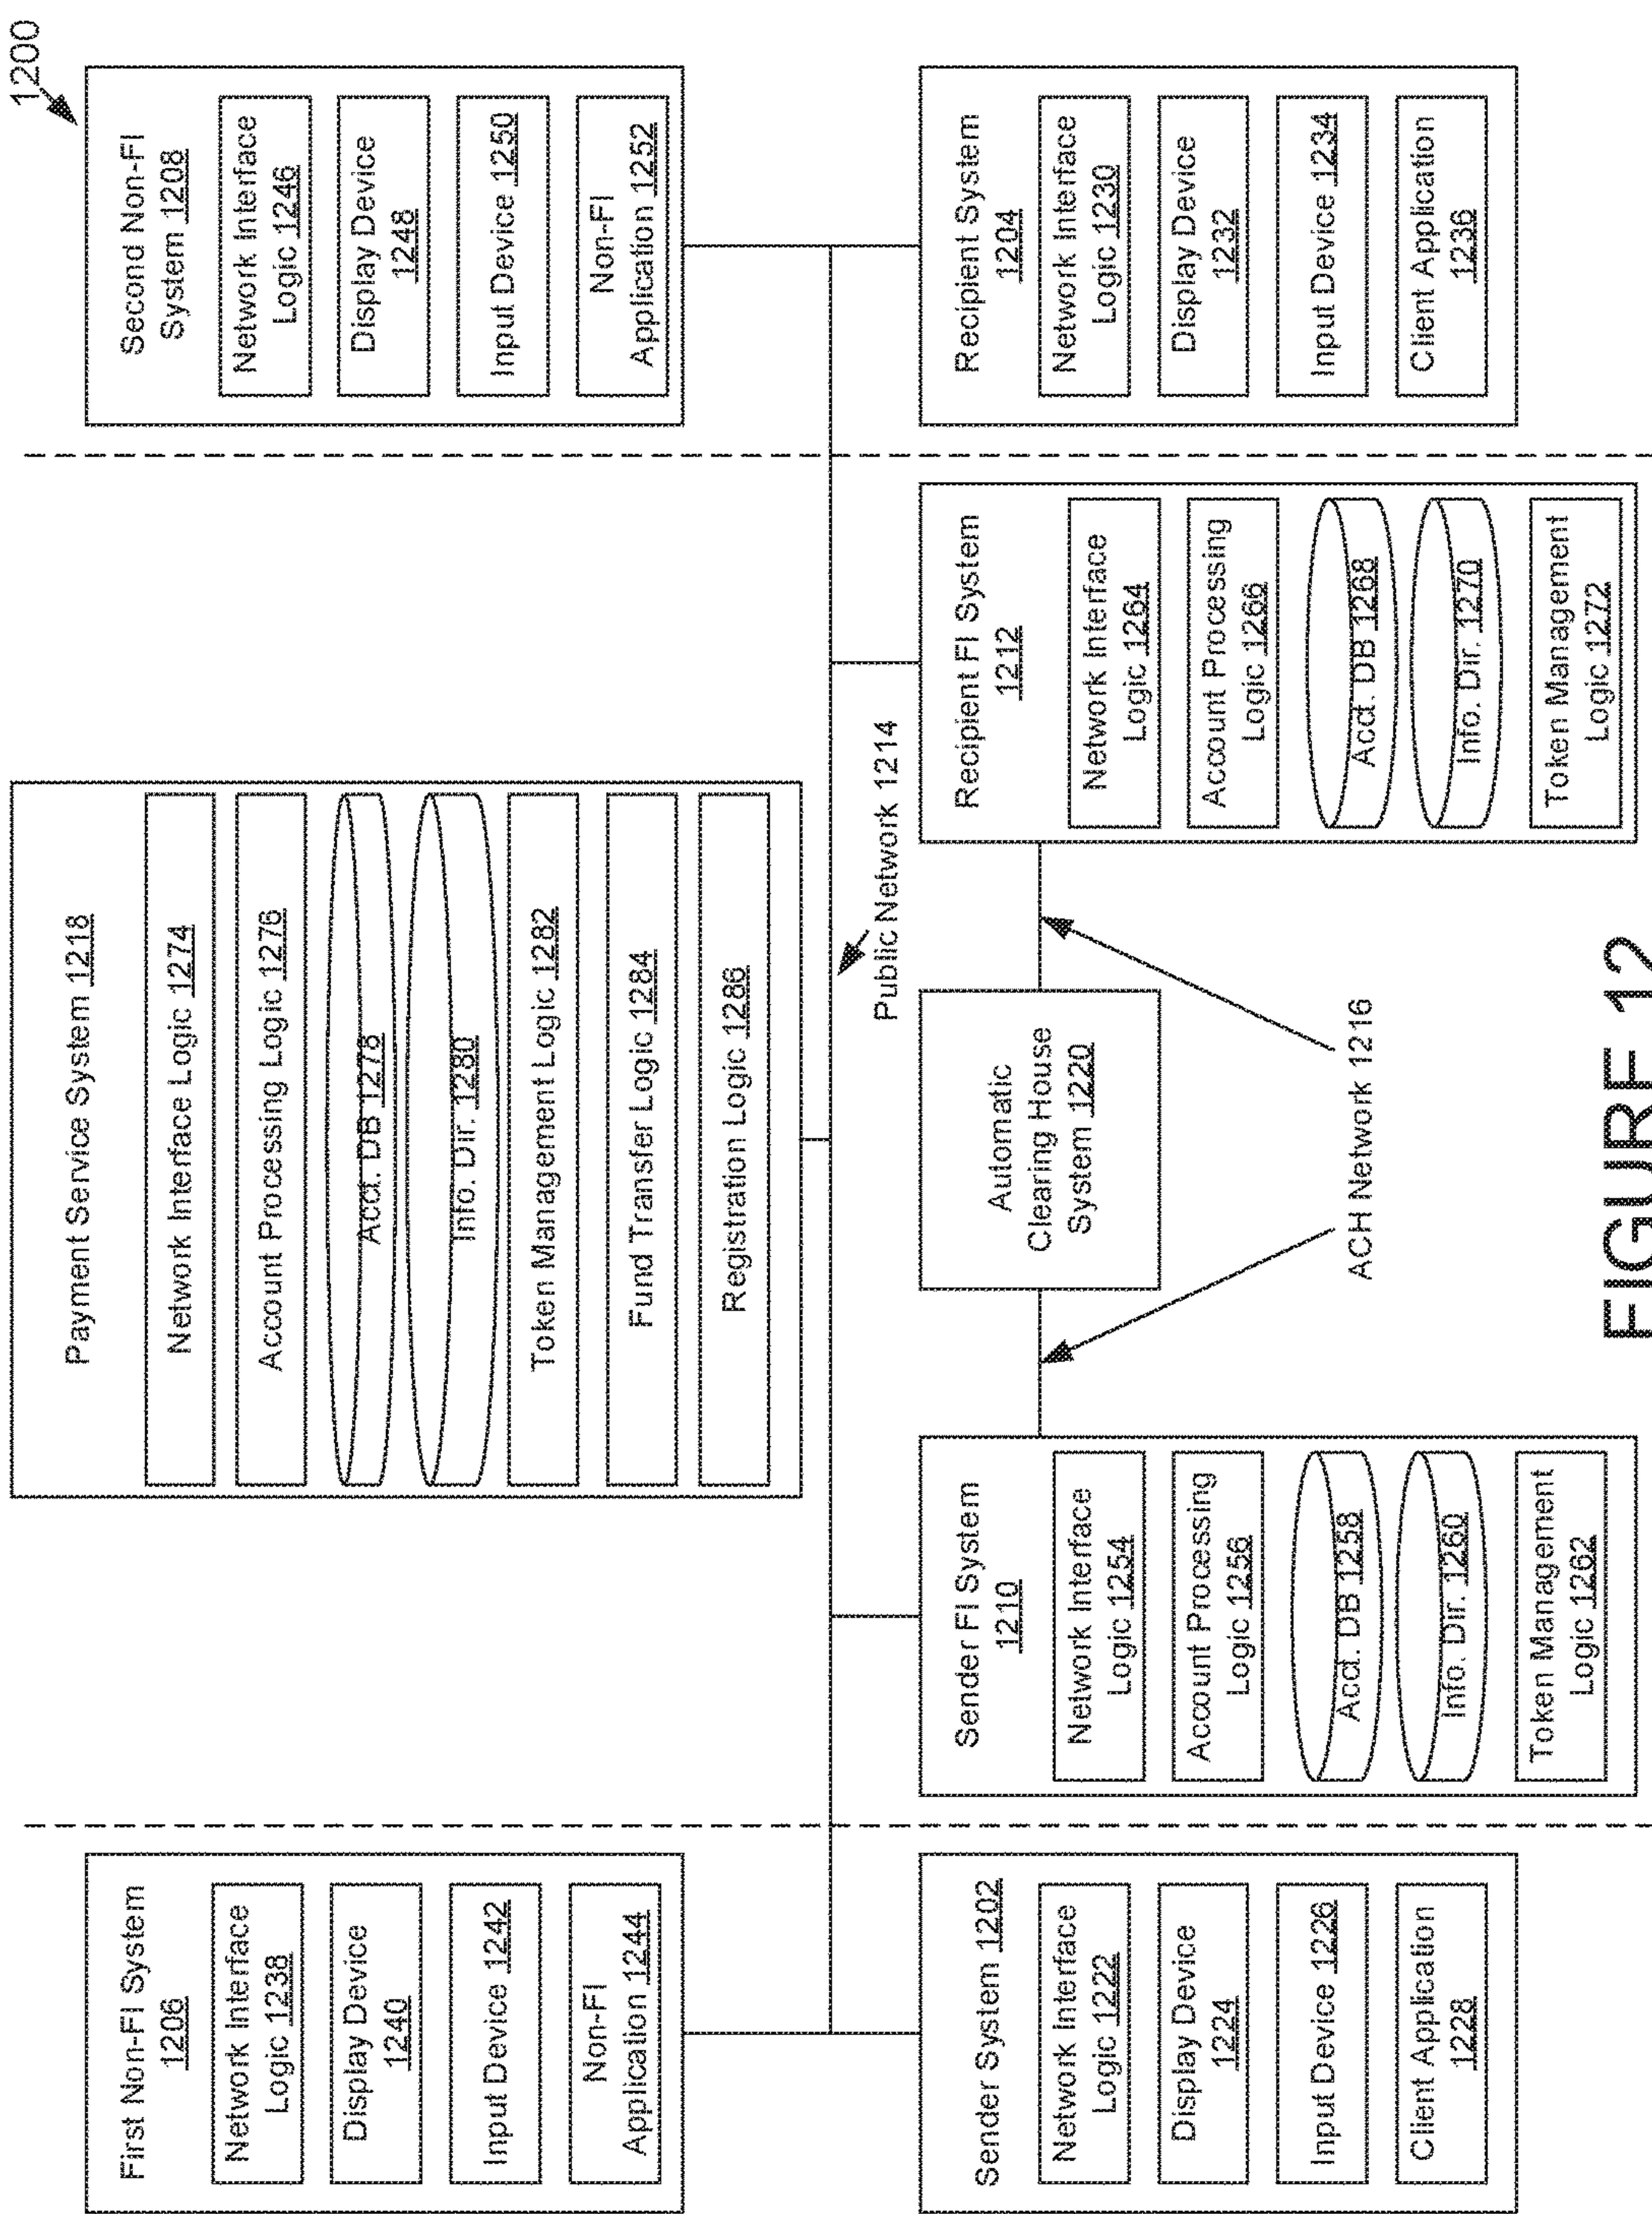 1200
First Non-FI System
1206
Network Interface
Logic 1238
Display Device
1240
Input Device 1242
Non-FI
Application 1244
Payment Service System 1218
Network Interface Logic 1274
Account Processing Logic 1276
Acct. DB 1278
Info. Dir. 1280
Token Management Logic 1282
Fund Transfer Logic 1284
Registration Logic 1286
Second Non-FI
System 1208
Network Interface
Logic 1246
Display Device
1248
Input Device 1250
Non-FI
Application 1252
Public Network 1214
Sender System 1202
Network Interface
Logic 1222
Display Device
1224
Input Device 1226
Client Application
1228
Sender FI System
1210
Network Interface
Logic 1254
Account Processing
Logic 1256
Acct. DB 1258
Info. Dir. 1260
Token Management
Logic 1262
Automatic
Clearing House
System 1220
ACH Network 1216
Recipient FI System
1212
Network Interface
Logic 1264
Account Processing
Logic 1266
Acct. DB 1268
Info. Dir. 1270
Token Management
Logic 1272
Recipient System
1204
Network Interface
Logic 1230
Display Device
1232
Input Device 1234
Client Application
1236
FIGURE 12